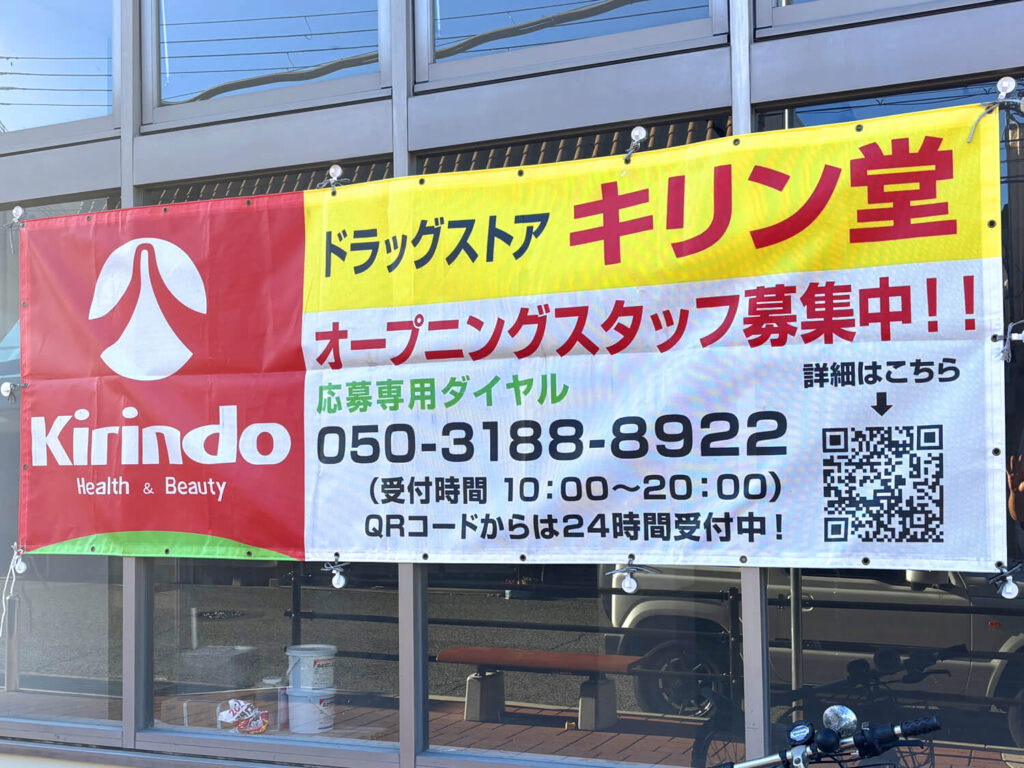 Kirindo
Health & Beauty
ドラッグストア キリン堂
オープニングスタッフ募集中!!
応募専用ダイヤル
050-3188-8922
(受付時間 10:00～20:00)
QRコードからは24時間受付中!
詳細はこちら
↓